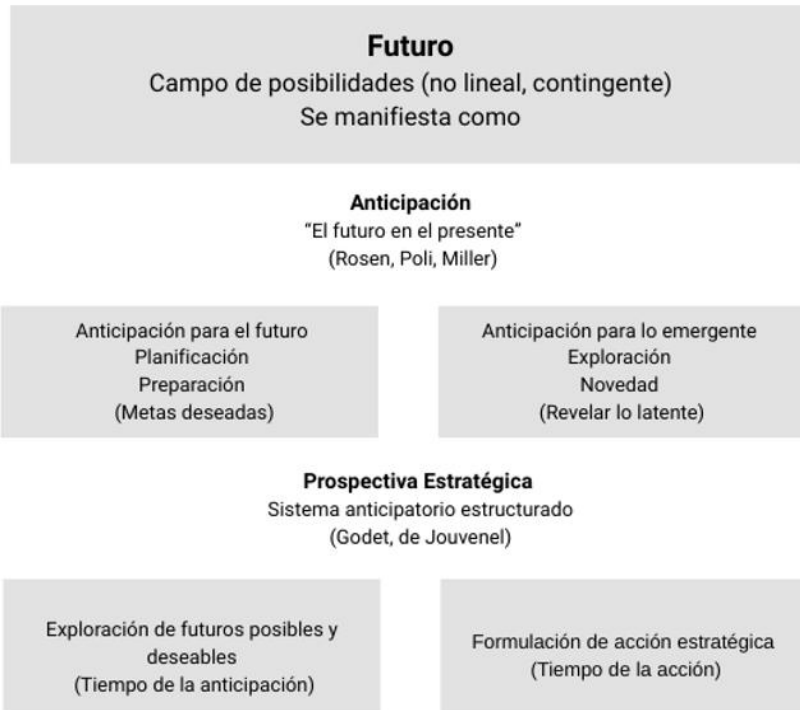 Futuro
Campo de posibilidades (no lineal, contingente)
Se manifiesta como
Anticipación
“El futuro en el presente”
(Rosen, Poli, Miller)
Anticipación para el futuro
Planificación
Preparación
(Metas deseadas)
Anticipación para lo emergente
Exploración
Novedad
(Revelar lo latente)
Prospectiva Estratégica
Sistema anticipatorio estructurado
(Godet, de Jouvenel)
Exploración de futuros posibles y
deseables
(Tiempo de la anticipación)
Formulación de acción estratégica
(Tiempo de la acción)